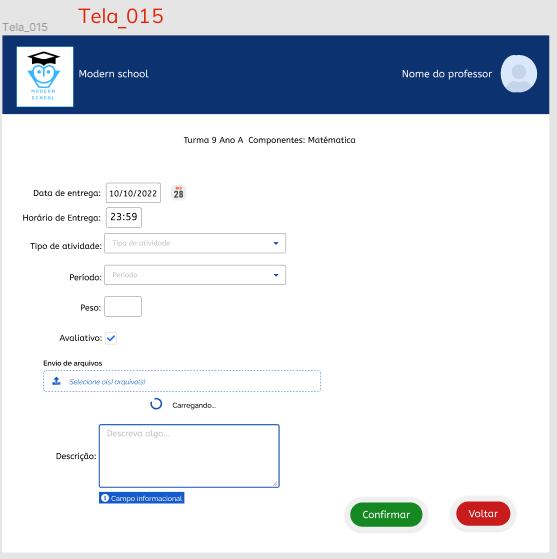 Tela_015
Tela_015
MODERN
SCHOOL
Modern school
Nome do professor
Turma 9 Ano A Componentes: Matématica
Data de entrega: 10/10/2022 28
Horário de Entrega: 23:59
Tipo de atividade: Tipo de atividade
Período: Período
Peso:
Avaliativo:
Envio de arquivos
Selecione o(s) arquivo(s)
Carregando...
Descreva algo...
Descrição:
Campo informacional
Confirmar
Voltar